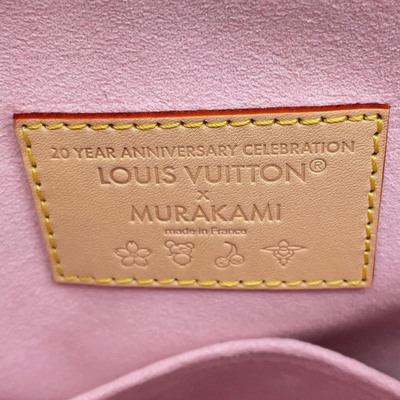 20 YEAR ANNIVERSARY CELEBRATION
LOUIS VUITTON®
x
MURAKAMI
made in France